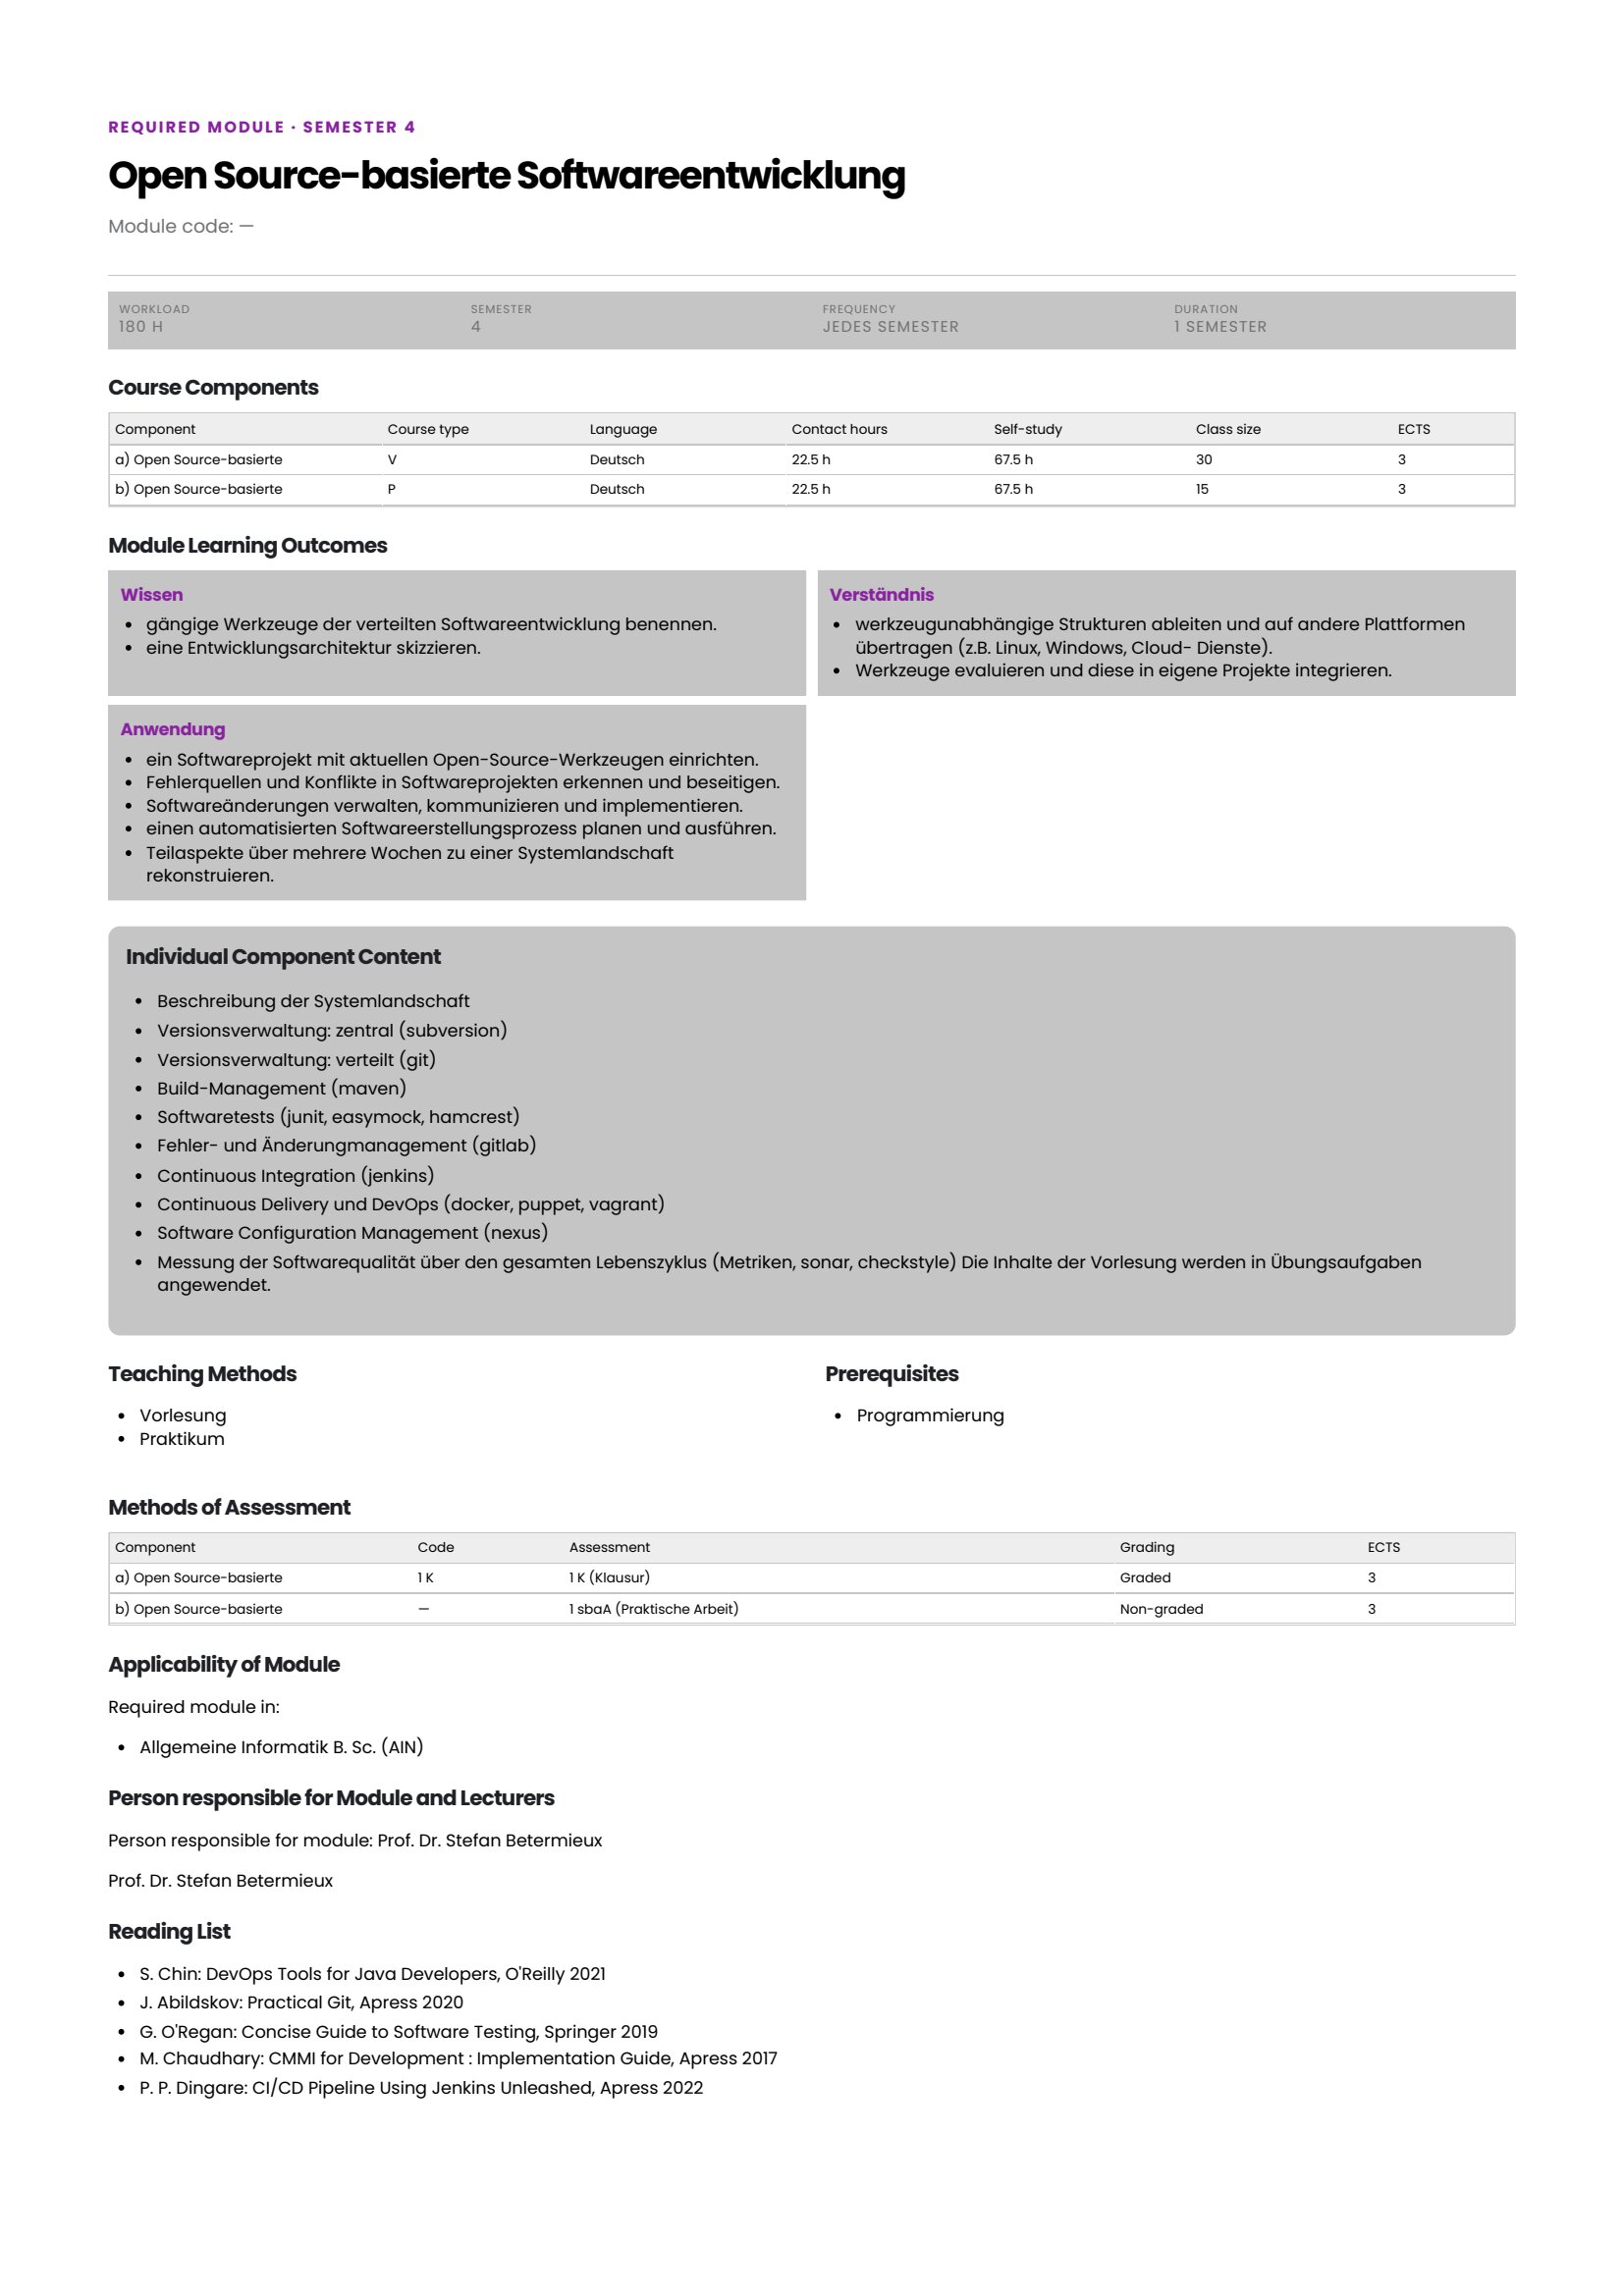 REQUIRED MODULE · SEMESTER 4
Open Source-basierte Softwareentwicklung
Module code: —
WORKLOAD SEMESTER FREQUENCY DURATION
180 H 4 JEDES SEMESTER 1 SEMESTER
Course Components
Component Course type Language Contact hours Self-study Class size ECTS
a) Open Source-basierte V Deutsch 22.5 h 67.5 h 30 3
b) Open Source-basierte P Deutsch 22.5 h 67.5 h 15 3
Module Learning Outcomes
Wissen
• gängige Werkzeuge der verteilten Softwareentwicklung benennen.
• eine Entwicklungsarchitektur skizzieren.
Verständnis
• werkzeugunabhängige Strukturen ableiten und auf andere Plattformen
übertragen (z.B. Linux, Windows, Cloud- Dienste).
• Werkzeuge evaluieren und diese in eigene Projekte integrieren.
Anwendung
• ein Softwareprojekt mit aktuellen Open-Source-Werkzeugen einrichten.
• Fehlerquellen und Konflikte in Softwareprojekten erkennen und beseitigen.
• Softwareänderungen verwalten, kommunizieren und implementieren.
• einen automatisierten Softwareerstellungsprozess planen und ausführen.
• Teilaspekte über mehrere Wochen zu einer Systemlandschaft
rekonstruieren.
Individual Component Content
• Beschreibung der Systemlandschaft
• Versionsverwaltung: zentral (subversion)
• Versionsverwaltung: verteilt (git)
• Build-Management (maven)
• Softwaretests (junit, easymock, hamcrest)
• Fehler- und Änderungmanagement (gitlab)
• Continuous Integration (jenkins)
• Continuous Delivery und DevOps (docker, puppet, vagrant)
• Software Configuration Management (nexus)
• Messung der Softwarequalität über den gesamten Lebenszyklus (Metriken, sonar, checkstyle) Die Inhalte der Vorlesung werden in Übungsaufgaben
angewendet.
Teaching Methods
• Vorlesung
• Praktikum
Prerequisites
• Programmierung
Methods of Assessment
Component Code Assessment Grading ECTS
a) Open Source-basierte 1 K 1 K (Klausur) Graded 3
b) Open Source-basierte — 1 sbaA (Praktische Arbeit) Non-graded 3
Applicability of Module
Required module in:
• Allgemeine Informatik B. Sc. (AIN)
Person responsible for Module and Lecturers
Person responsible for module: Prof. Dr. Stefan Betermieux
Prof. Dr. Stefan Betermieux
Reading List
• S. Chin: DevOps Tools for Java Developers, O'Reilly 2021
• J. Abildskov: Practical Git, Apress 2020
• G. O'Regan: Concise Guide to Software Testing, Springer 2019
• M. Chaudhary: CMMI for Development : Implementation Guide, Apress 2017
• P. P. Dingare: CI/CD Pipeline Using Jenkins Unleashed, Apress 2022